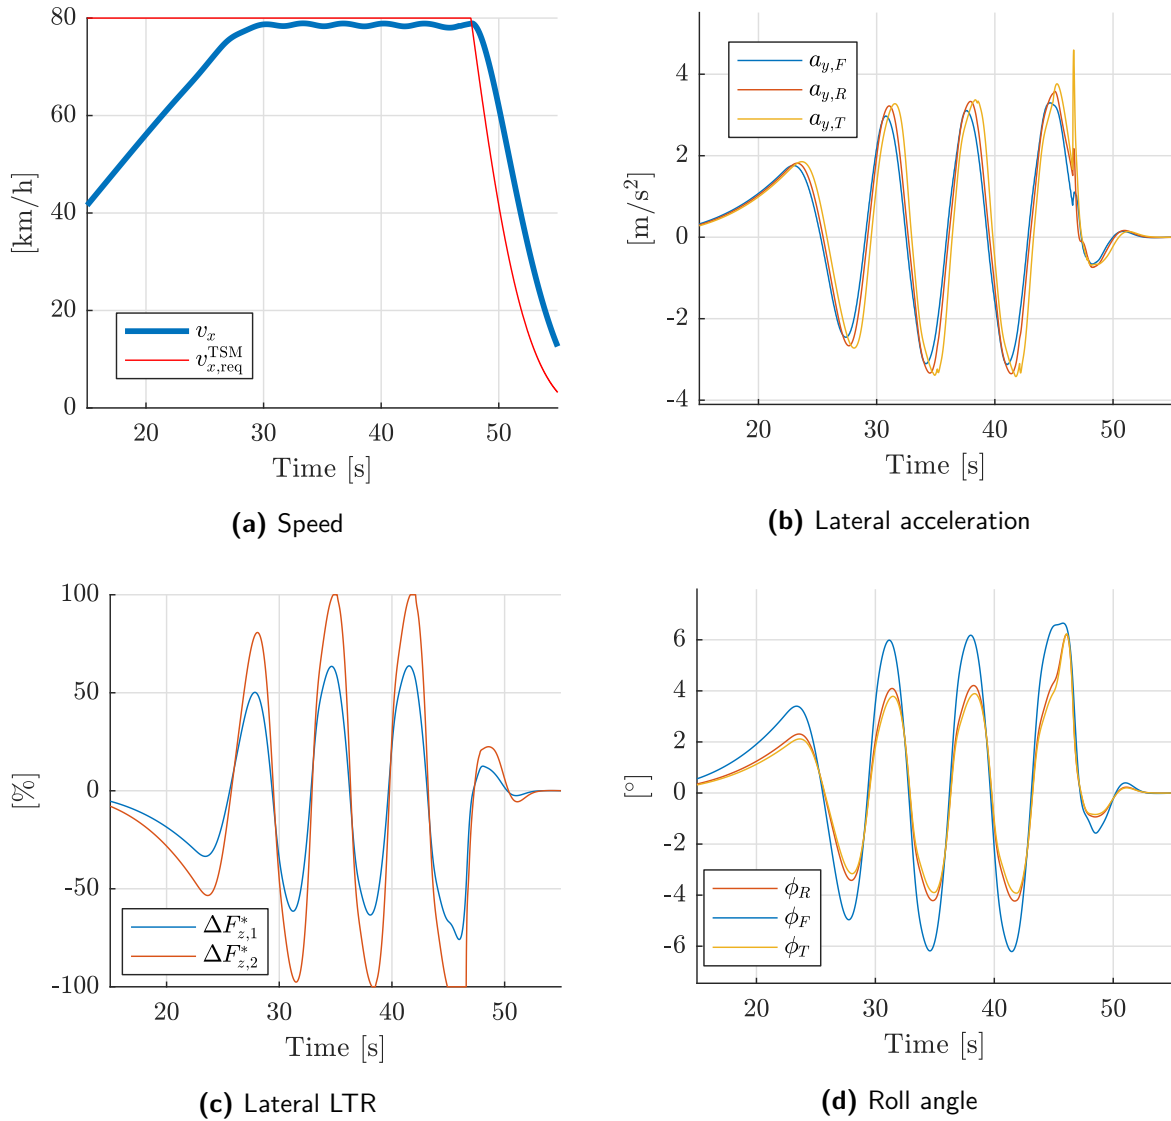 80
60
40
20
0
[km/h]
v_x
v_{x,req}^{TSM}
20 30 40 50
Time [s]
(a) Speed
4
2
0
-2
-4
[m/s²]
a_{y,F}
a_{y,R}
a_{y,T}
20 30 40 50
Time [s]
(b) Lateral acceleration
100
50
0
-50
-100
[%]
ΔF*_{z,1}
ΔF*_{z,2}
20 30 40 50
Time [s]
(c) Lateral LTR
6
4
2
0
-2
-4
-6
[°]
ϕ_R
ϕ_F
ϕ_T
20 30 40 50
Time [s]
(d) Roll angle